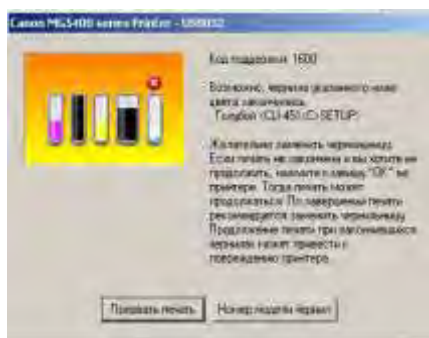 Canon MG5400 series Printer - USB002
Код поддержки: 1600
Возможно, чернила указанного ниже
цвета закончились.
Голубой (CLI-451(C)-SETUP)
Желательно заменить чернильницу.
Если печать не закончена и вы хотите ее
продолжить, нажмите клавишу "OK" на
принтере. Тогда печать может
продолжаться. По завершении печати
рекомендуется заменить чернильницу.
Продолжение печати при закончившихся
чернилах может привести к
повреждению принтера.
Прервать печать
Номер модели чернил